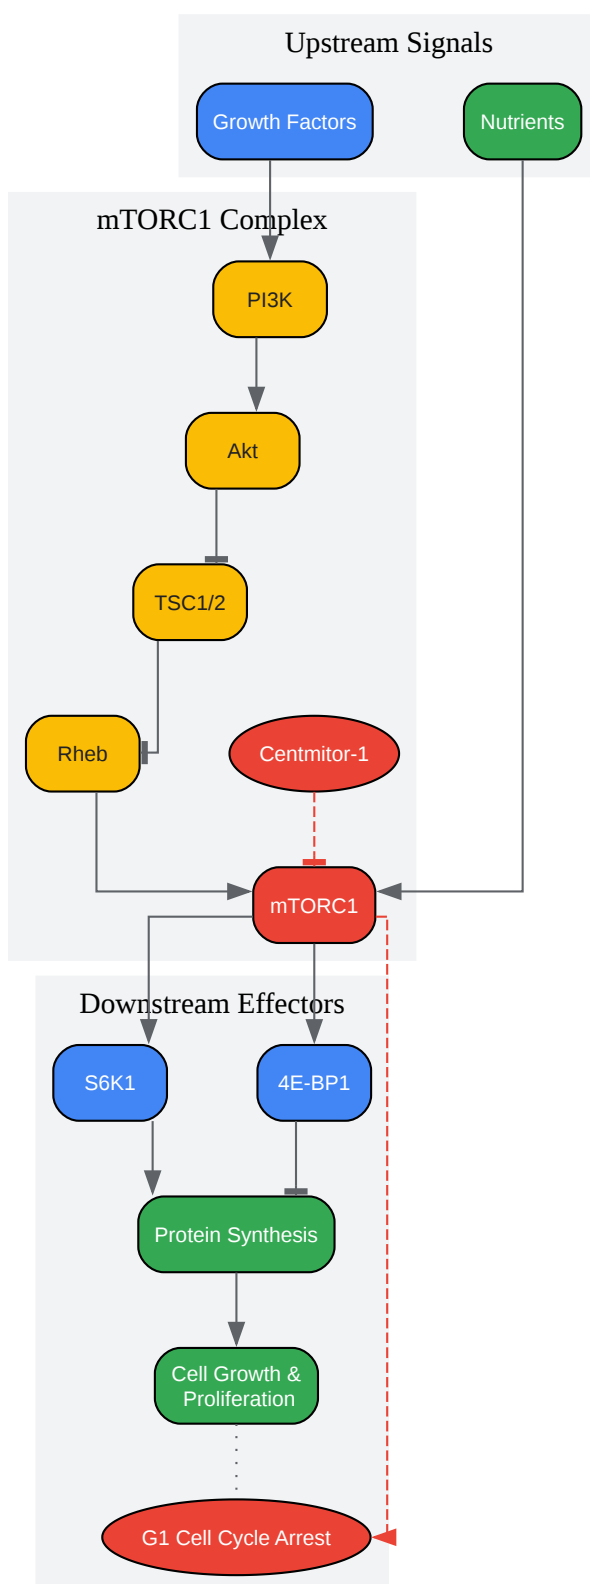 Upstream Signals
Growth Factors
Nutrients
mTORC1 Complex
PI3K
Akt
TSC1/2
Rheb
Centmitor-1
mTORC1
Downstream Effectors
S6K1
4E-BP1
Protein Synthesis
Cell Growth &
Proliferation
G1 Cell Cycle Arrest